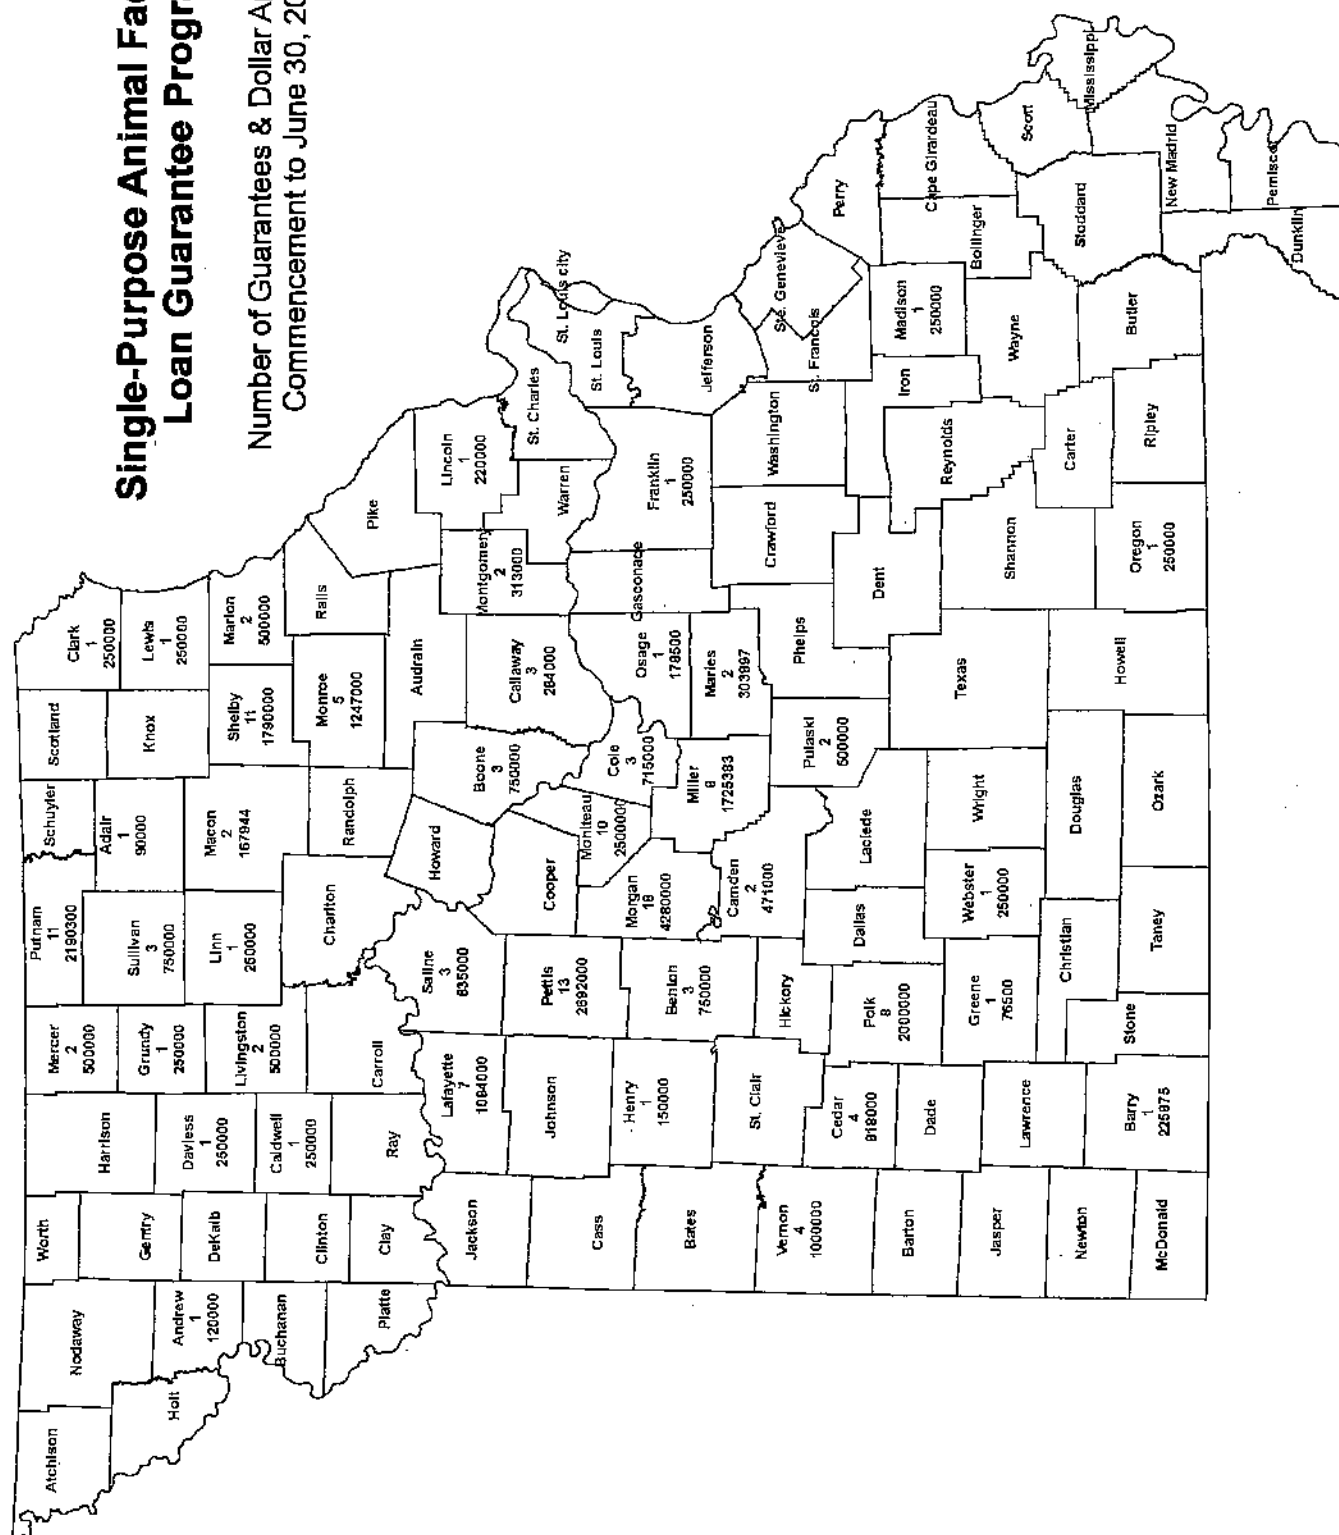 Single-Purpose Animal Fac
Loan Guarantee Progr
Number of Guarantees & Dollar A
Commencement to June 30, 20
Atchison
Nodaway
Worth
Harrison
Mercer
2
500000
Putnam
11
2190300
Schuyler
Scotland
Clark
1
250000
Holt
Andrew
1
120000
Gentry
DeKalb
Daviess
1
250000
Grundy
1
250000
Sullivan
3
750000
Adair
1
90000
Knox
Lewis
1
250000
Buchanan
Clinton
Caldwell
1
250000
Livingston
2
500000
Linn
1
250000
Macon
2
167944
Shelby
11
1790000
Marion
2
500000
Platte
Clay
Ray
Carroll
Chariton
Randolph
Monroe
5
1247000
Ralls
Pike
Jackson
Lafayette
7
1084000
Saline
3
635000
Howard
Boone
3
750000
Audrain
Callaway
3
264000
Montgomery
2
313000
Lincoln
1
220000
Warren
St. Charles
St. Louis
St. Louis city
Cass
Johnson
Pettis
13
2692000
Cooper
Moniteau
10
2500000
Cole
3
715000
Osage
1
178500
Gasconade
Franklin
1
250000
Jefferson
Bates
Henry
1
150000
Benton
3
750000
Morgan
4280000
Miller
1725383
Maries
2
303997
Crawford
Washington
St. Francois
Ste. Genevieve
Perry
Vernon
4
1000000
St. Clair
Hickory
Camden
2
471000
Pulaski
2
500000
Phelps
Dent
Iron
Madison
1
250000
Bollinger
Cape Girardeau
Barton
Cedar
4
918000
Polk
8
2000000
Dallas
Laclede
Texas
Reynolds
Wayne
Scott
Mississippi
Jasper
Dade
Greene
1
76500
Webster
1
250000
Wright
Shannon
Carter
Butler
Stoddard
New Madrid
Newton
Lawrence
Christian
Douglas
Howell
Oregon
1
250000
Ripley
Dunklin
Pemiscot
McDonald
Barry
1
225975
Stone
Taney
Ozark